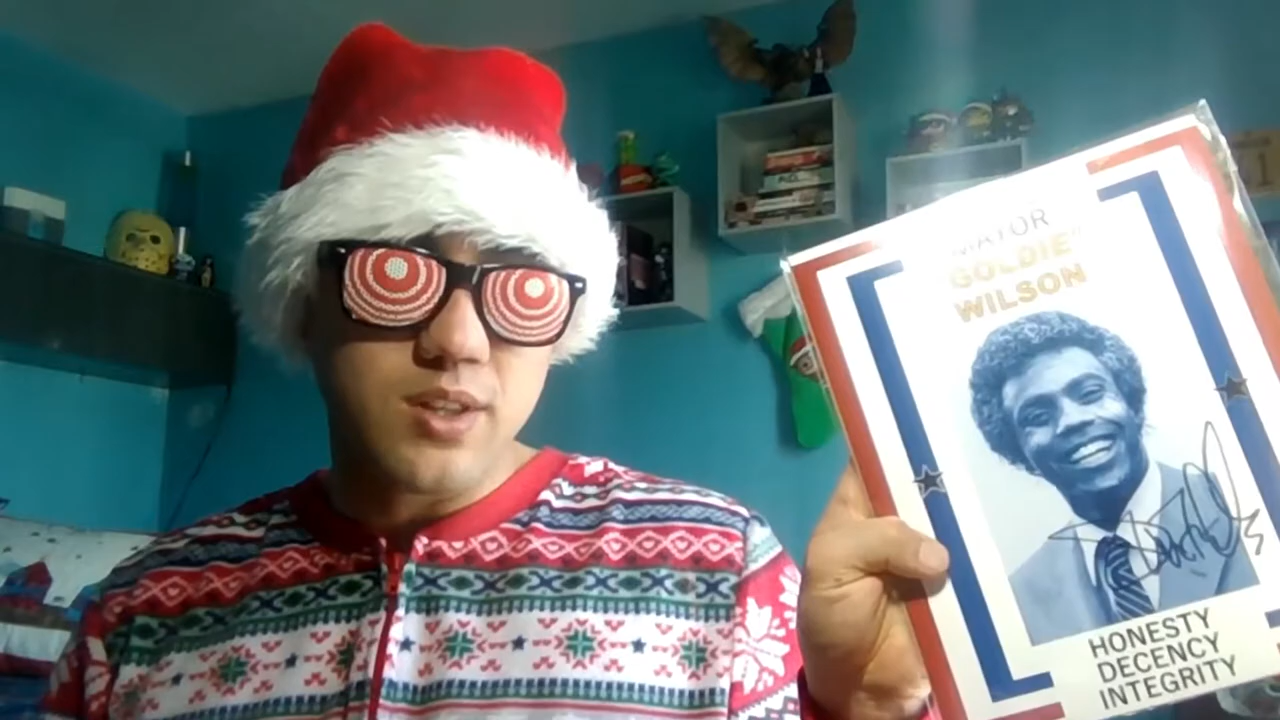 MAYOR
"GOLDIE"
WILSON
HONESTY
DECENCY
INTEGRITY